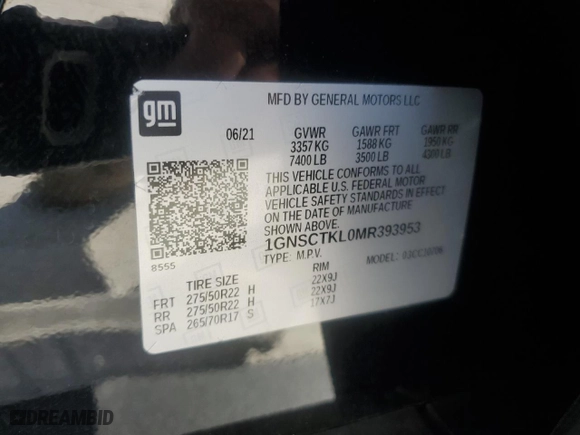 gm
MFD BY GENERAL MOTORS LLC
06/21 GVWR GAWR FRT GAWR RR
3357 KG 1588 KG 1950 KG
7400 LB 3500 LB 4300 LB
THIS VEHICLE CONFORMS TO ALL
APPLICABLE U.S. FEDERAL MOTOR
VEHICLE SAFETY STANDARDS IN EFFECT
ON THE DATE OF MANUFACTURE
SHOWN ABOVE.
1GNSCTKL0MR393953
8555
TYPE: M.P.V. MODEL:
TIRE SIZE RIM
FRT 275/50R22 H 22X9J
RR 275/50R22 H 22X9J
SPA 265/70R17 S 17X7J
DREAMBID